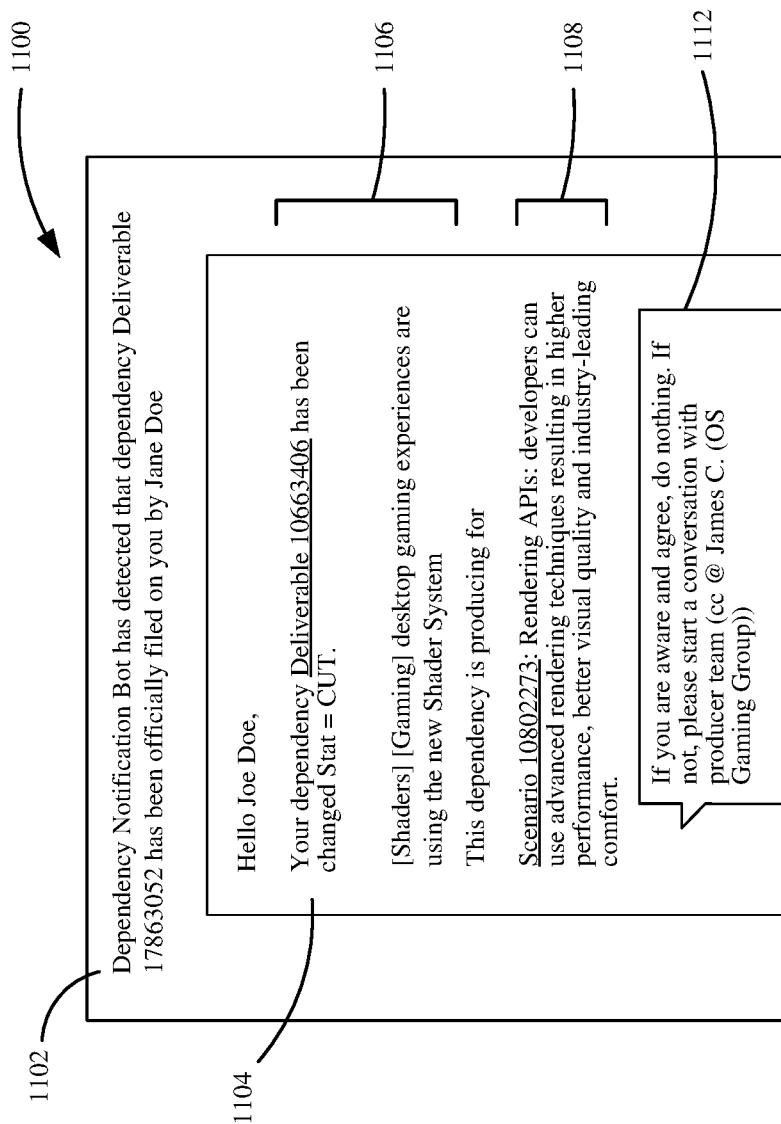 1100
1102
Dependency Notification Bot has detected that dependency Deliverable
17863052 has been officially filed on you by Jane Doe
1104
Hello Joe Doe,
Your dependency Deliverable 10663406 has been
changed Stat = CUT.
1106
[Shaders] [Gaming] desktop gaming experiences are
using the new Shader System
This dependency is producing for
1108
Scenario 10802273: Rendering APIs: developers can
use advanced rendering techniques resulting in higher
performance, better visual quality and industry-leading
comfort.
1112
If you are aware and agree, do nothing. If
not, please start a conversation with
producer team (cc @ James C. (OS
Gaming Group))